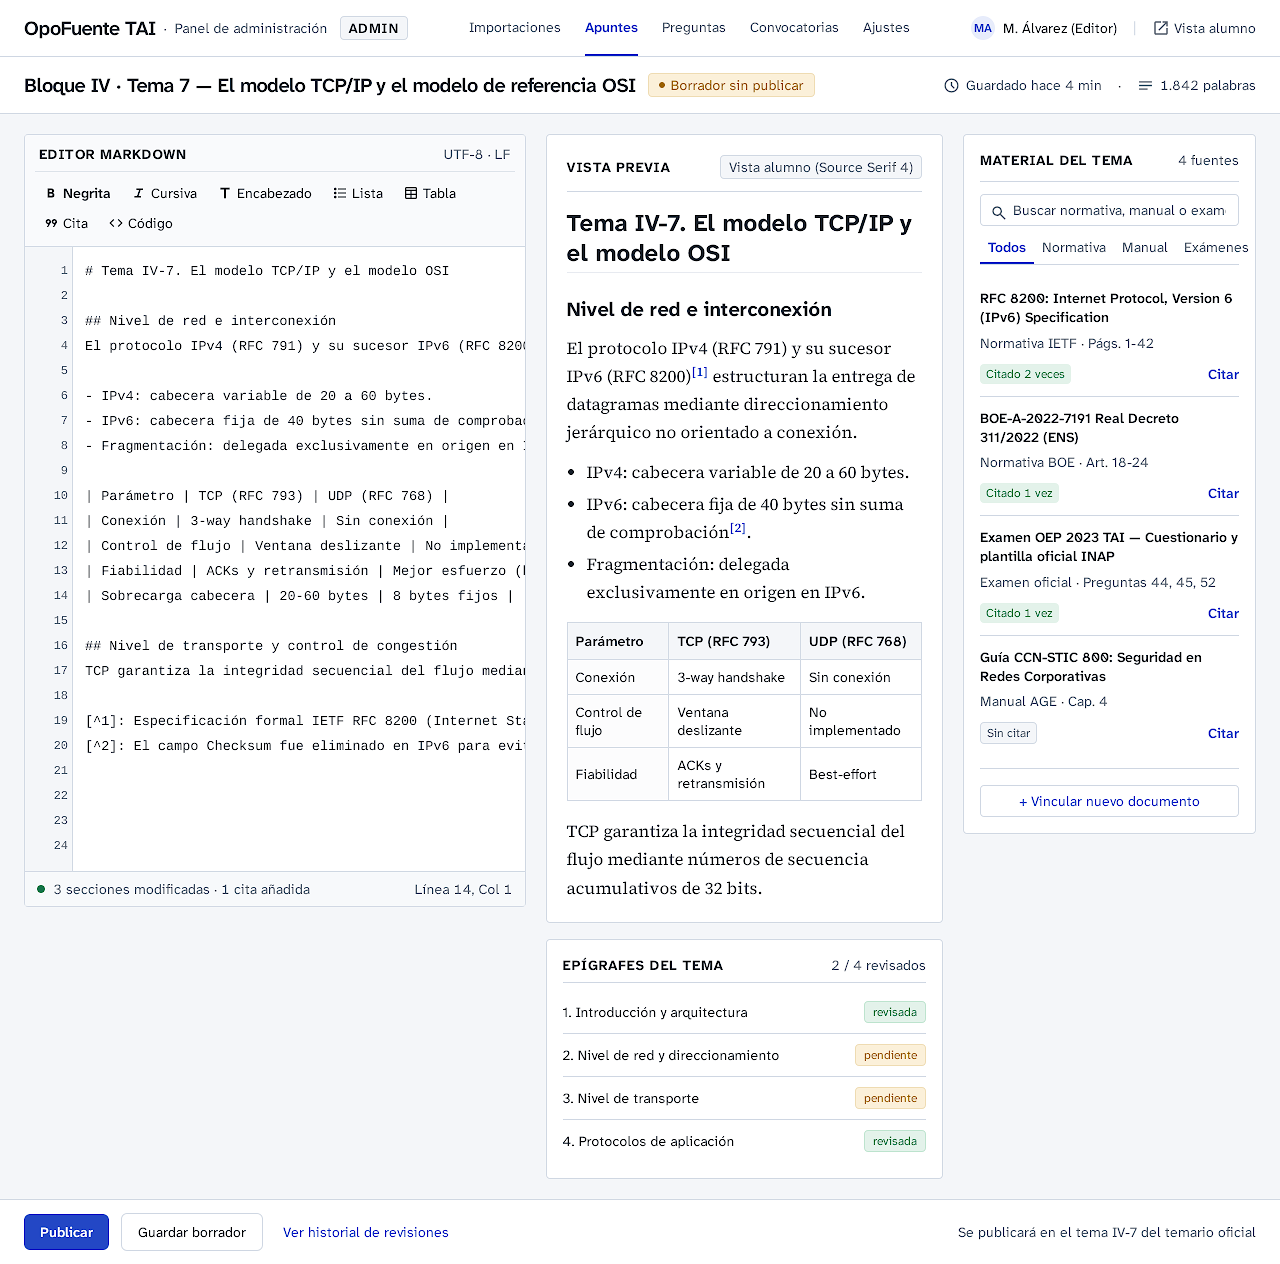 OpoFuente TAI · Panel de administración ADMIN
Importaciones Apuntes Preguntas Convocatorias Ajustes
MA M. Álvarez (Editor) Vista alumno
Bloque IV · Tema 7 — El modelo TCP/IP y el modelo de referencia OSI
Borrador sin publicar
Guardado hace 4 min · 1.842 palabras
EDITOR MARKDOWN UTF-8 · LF
B Negrita I Cursiva T Encabezado Lista Tabla
99 Cita <> Código
1 # Tema IV-7. El modelo TCP/IP y el modelo OSI
2
3 ## Nivel de red e interconexión
4 El protocolo IPv4 (RFC 791) y su sucesor IPv6 (RFC 8200
5
6 - IPv4: cabecera variable de 20 a 60 bytes.
7 - IPv6: cabecera fija de 40 bytes sin suma de comprobac
8 - Fragmentación: delegada exclusivamente en origen en
9
10 | Parámetro | TCP (RFC 793) | UDP (RFC 768) |
11 | Conexión | 3-way handshake | Sin conexión |
12 | Control de flujo | Ventana deslizante | No implementa
13 | Fiabilidad | ACKs y retransmisión | Mejor esfuerzo (
14 | Sobrecarga cabecera | 20-60 bytes | 8 bytes fijos |
15
16 ## Nivel de transporte y control de congestión
17 TCP garantiza la integridad secuencial del flujo median
18
19 [^1]: Especificación formal IETF RFC 8200 (Internet Sta
20 [^2]: El campo Checksum fue eliminado en IPv6 para evit
21
22
23
24
3 secciones modificadas · 1 cita añadida Línea 14, Col 1
VISTA PREVIA Vista alumno (Source Serif 4)
Tema IV-7. El modelo TCP/IP y
el modelo OSI
Nivel de red e interconexión
El protocolo IPv4 (RFC 791) y su sucesor
IPv6 (RFC 8200)[1] estructuran la entrega de
datagramas mediante direccionamiento
jerárquico no orientado a conexión.
• IPv4: cabecera variable de 20 a 60 bytes.
• IPv6: cabecera fija de 40 bytes sin suma
de comprobación[2].
• Fragmentación: delegada
exclusivamente en origen en IPv6.
Parámetro TCP (RFC 793) UDP (RFC 768)
Conexión 3-way handshake Sin conexión
Control de flujo Ventana deslizante No implementado
Fiabilidad ACKs y retransmisión Best-effort
TCP garantiza la integridad secuencial del
flujo mediante números de secuencia
acumulativos de 32 bits.
EPÍGRAFES DEL TEMA 2 / 4 revisados
1. Introducción y arquitectura revisada
2. Nivel de red y direccionamiento pendiente
3. Nivel de transporte pendiente
4. Protocolos de aplicación revisada
MATERIAL DEL TEMA 4 fuentes
Buscar normativa, manual o exam
Todos Normativa Manual Exámenes
RFC 8200: Internet Protocol, Version 6
(IPv6) Specification
Normativa IETF · Págs. 1-42
Citado 2 veces Citar
BOE-A-2022-7191 Real Decreto
311/2022 (ENS)
Normativa BOE · Art. 18-24
Citado 1 vez Citar
Examen OEP 2023 TAI — Cuestionario y
plantilla oficial INAP
Examen oficial · Preguntas 44, 45, 52
Citado 1 vez Citar
Guía CCN-STIC 800: Seguridad en
Redes Corporativas
Manual AGE · Cap. 4
Sin citar Citar
+ Vincular nuevo documento
Publicar Guardar borrador Ver historial de revisiones
Se publicará en el tema IV-7 del temario oficial